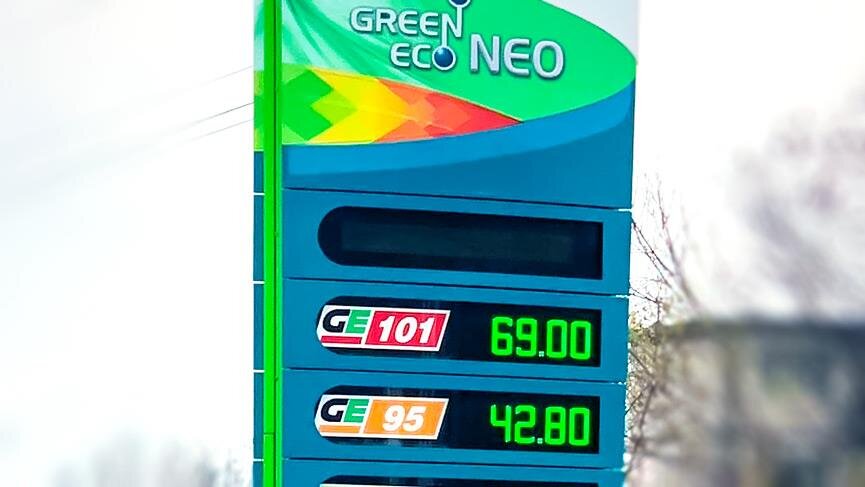 GREEN
ECO NEO
GE 101 69.00
GE 95 42.80